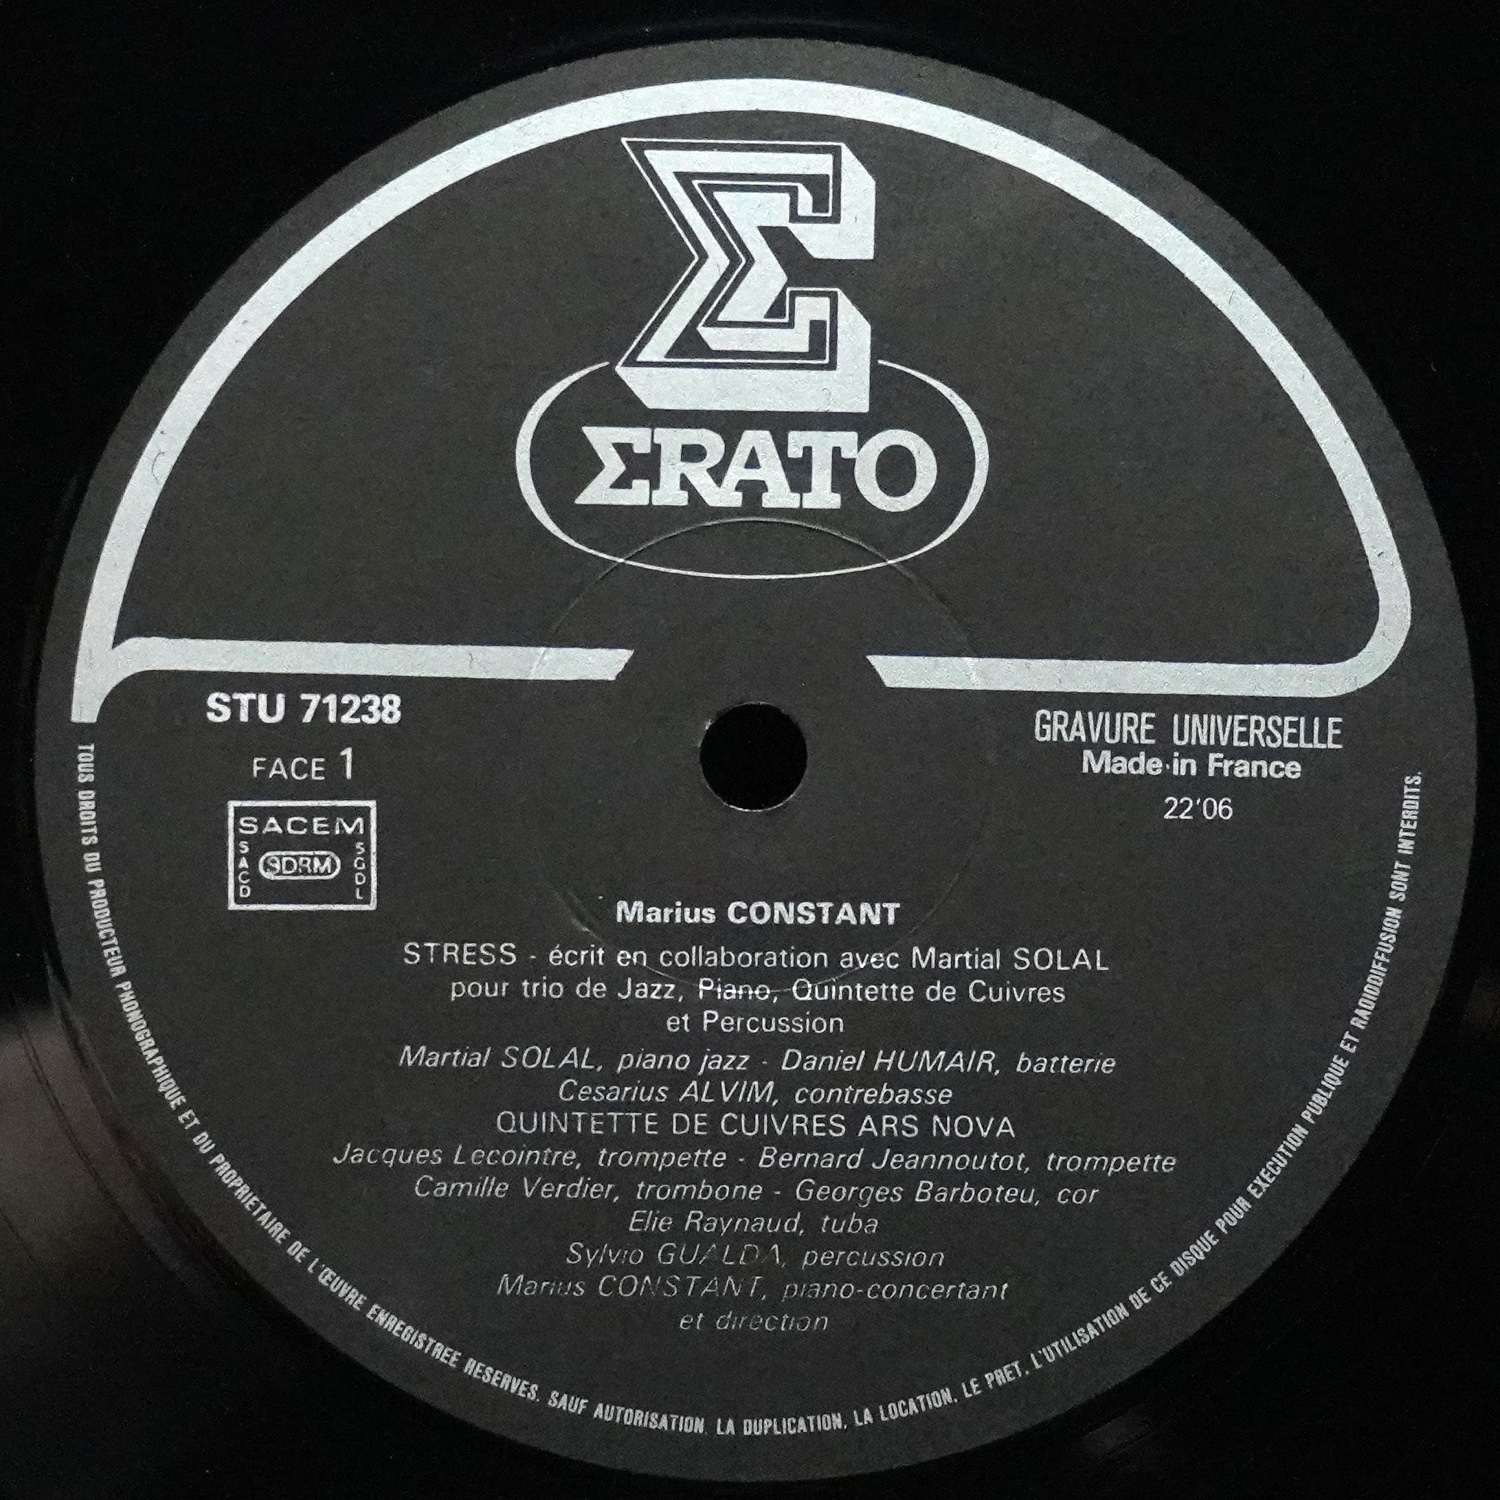 ΣRATO
STU 71238
FACE 1
SACEM
SACD
SDRM
SGDL
GRAVURE UNIVERSELLE
Made in France
22'06
Marius CONSTANT
STRESS - écrit en collaboration avec Martial SOLAL
pour trio de Jazz, Piano, Quintette de Cuivres
et Percussion
Martial SOLAL, piano jazz - Daniel HUMAIR, batterie
Cesarius ALVIM, contrebasse
QUINTETTE DE CUIVRES ARS NOVA
Jacques Lecointre, trompette - Bernard Jeannoutot, trompette
Camille Verdier, trombone - Georges Barboteu, cor
Elie Raynaud, tuba
Sylvio GUALDA, percussion
Marius CONSTANT, piano-concertant
et direction
TOUS DROITS DU PRODUCTEUR PHONOGRAPHIQUE ET DU PROPRIETAIRE DE L'ŒUVRE ENREGISTREE RESERVES. SAUF AUTORISATION, LA DUPLICATION, LA LOCATION, LE PRET, L'UTILISATION DE CE DISQUE POUR EXECUTION PUBLIQUE ET RADIODIFFUSION SONT INTERDITS.